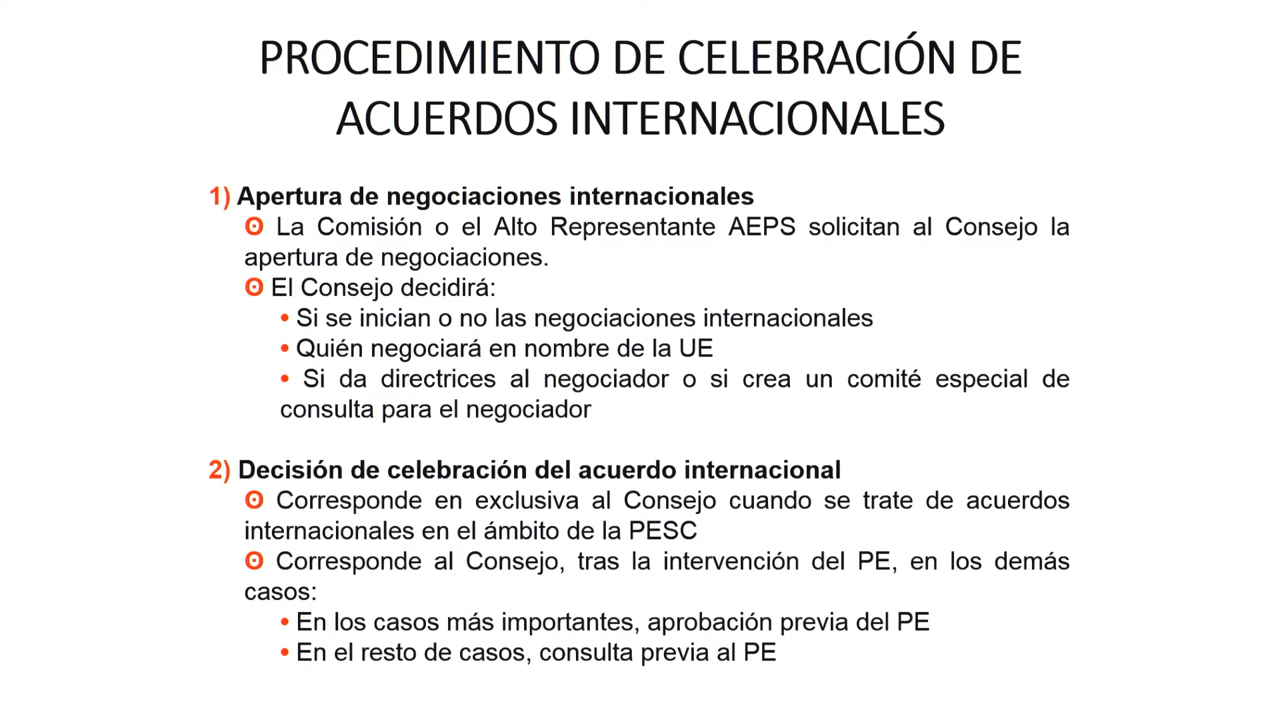 PROCEDIMIENTO DE CELEBRACIÓN DE
ACUERDOS INTERNACIONALES
1) Apertura de negociaciones internacionales
ʘ La Comisión o el Alto Representante AEPS solicitan al Consejo la
apertura de negociaciones.
ʘ El Consejo decidirá:
• Si se inician o no las negociaciones internacionales
• Quién negociará en nombre de la UE
• Si da directrices al negociador o si crea un comité especial de
consulta para el negociador
2) Decisión de celebración del acuerdo internacional
ʘ Corresponde en exclusiva al Consejo cuando se trate de acuerdos
internacionales en el ámbito de la PESC
ʘ Corresponde al Consejo, tras la intervención del PE, en los demás
casos:
• En los casos más importantes, aprobación previa del PE
• En el resto de casos, consulta previa al PE